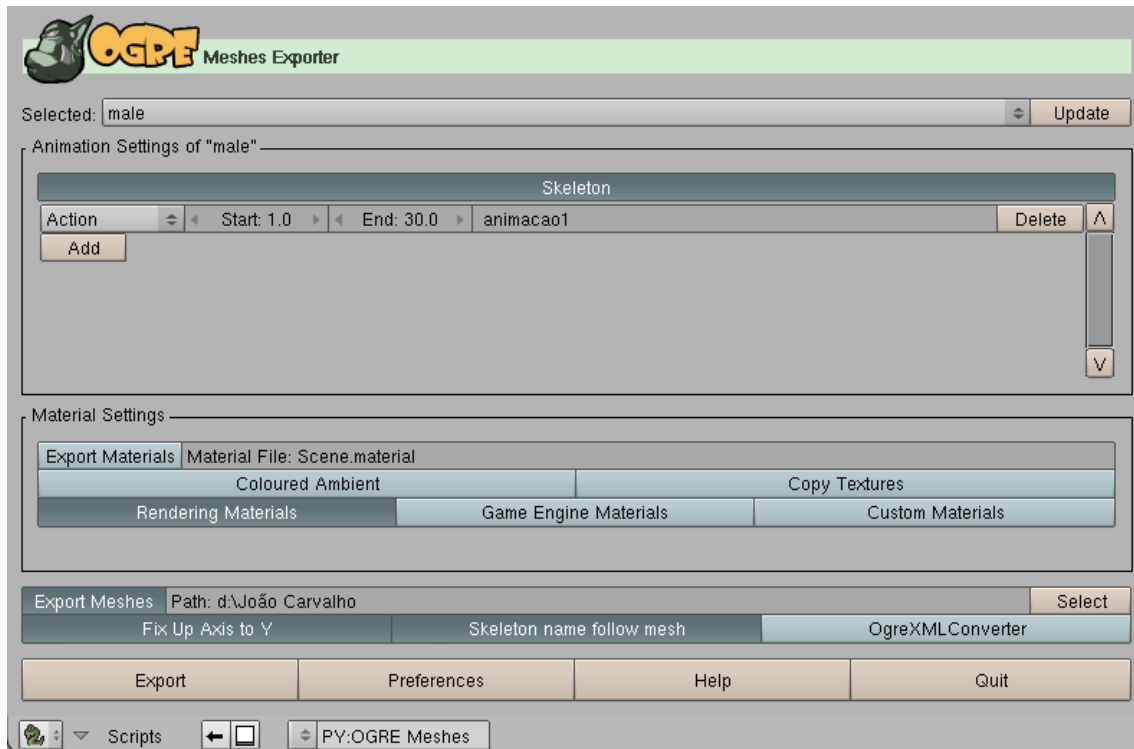 OGRE Meshes Exporter
Selected: male Update
Animation Settings of "male"
Skeleton
Action Start: 1.0 End: 30.0 animacao1 Delete
Add
Material Settings
Export Materials Material File: Scene.material
Coloured Ambient Copy Textures
Rendering Materials Game Engine Materials Custom Materials
Export Meshes Path: d:\João Carvalho Select
Fix Up Axis to Y Skeleton name follow mesh OgreXMLConverter
Export Preferences Help Quit
Scripts PY:OGRE Meshes